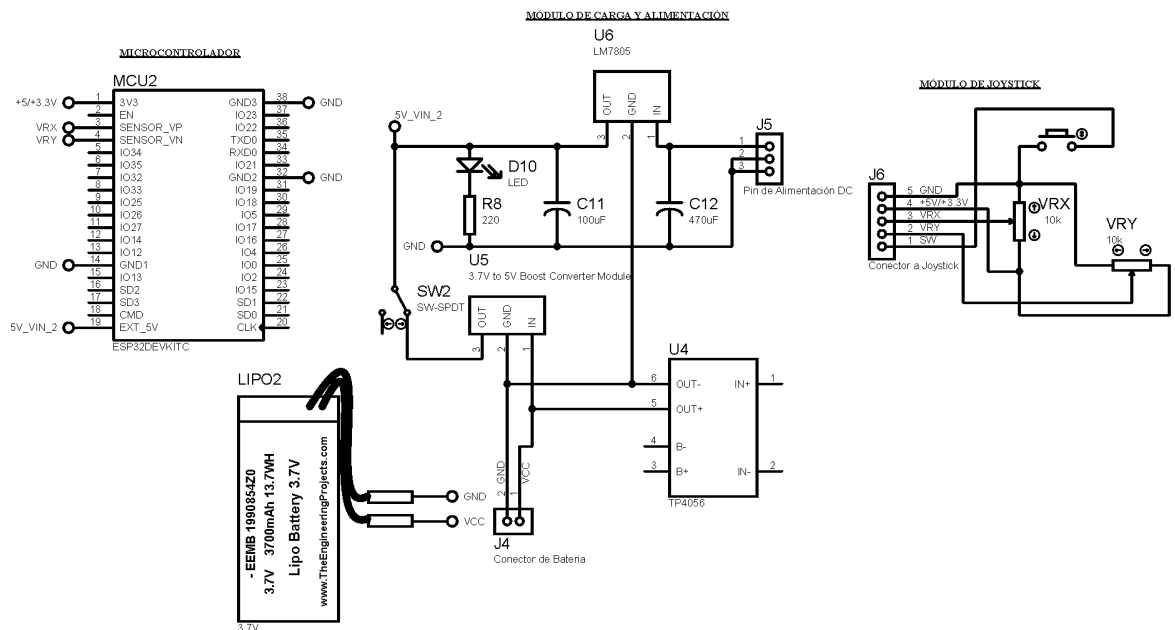 MÓDULO DE CARGA Y ALIMENTACIÓN
U6
LM7805
OUT
GND
IN
3
2
1
MICROCONTROLADOR
MCU2
+5/+3.3V
VRX
VRY
GND
5V_VIN_2
1 3V3
2 EN
3 SENSOR_VP
4 SENSOR_VN
5 IO34
6 IO35
7 IO32
8 IO33
9 IO25
10 IO26
11 IO27
12 IO14
13 IO12
14 GND1
15 IO13
16 SD2
17 SD3
18 CMD
19 EXT_5V
GND3 38
IO23 37
IO22 36
TXD0 35
RXD0 34
IO21 33
GND2 32
IO19 31
IO18 30
IO5 29
IO17 28
IO16 27
IO4 26
IO0 25
IO2 24
IO15 23
SD1 22
SD0 21
CLK 20
GND
GND
ESP32DEVKITC
5V_VIN_2
D10
LED
R8
220
C11
100uF
C12
470uF
J5
1
2
3
Pin de Alimentación DC
GND
U5
3.7V to 5V Boost Converter Module
SW2
SW-SPDT
OUT
GND
IN
3
2
1
U4
6 OUT-
5 OUT+
4 B-
3 B+
IN+ 1
IN- 2
TP4056
GND
VCC
2
1
J4
Conector de Bateria
LIPO2
- EEMB 1990854Z0
3.7V 3700mAh 13.7WH
Lipo Battery 3.7V
www.TheEngineeringProjects.com
3.7V
GND
VCC
MÓDULO DE JOYSTICK
J6
5 GND
4 +5V/+3.3V
3 VRX
2 VRY
1 SW
Conector a Joystick
VRX
10k
VRY
10k